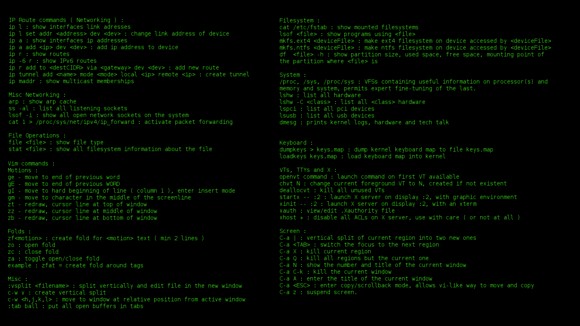 IP Route Commands ( Networking ) :
ip l : show interfaces link adresses
ip l set addr <address> dev <dev> : change link address of device
ip a : show interfaces ip addresses
ip a add <ip> dev <dev> : add ip address to device
ip r : show routes
ip -6 r : show IPv6 routes
ip r add to <destCIDR> via <gateway> dev <dev> : add new route
ip tunnel add <name> mode <mode> local <ip> remote <ip> : create tunnel
ip maddr : show multicast memberships
Misc Networking :
arp : show arp cache
ss -al : list all listening sockets
lsof -i : show all open network sockets on the system
cat 1 > /proc/sys/net/ipv4/ip_forward : activate packet forwarding
File Operations :
file <file> : show file type
stat <file> : show all filesystem information about the file
Vim commands :
Motions :
ge - move to end of previous word
gE - move to end of previous WORD
gI - move to hard beginning of line ( column 1 ), enter insert mode
gm - move to character in the middle of the screenline
zt - redraw, cursor line at top of window
zz - redraw, cursor line at middle of window
zb - redraw, cursor line at bottom of window
Folds :
zf<motion> : create fold for <motion> text ( min 2 lines )
zo : open fold
zc : close fold
za : toggle open/close fold
example : zfat = create fold around tags
Misc :
:vsplit <filename> : split vertically and edit file in the new window
c-w v : create vertical split
c-w <h,j,k,l> : move to window at relative position from active window
:tab ball : put all open buffers in tabs
Filesystem :
cat /etc/fstab : show mounted filesystems
lsof <file> : show programs using <file>
mkfs.ext4 <deviceFile> : make ext4 filesystem on device accessed by <deviceFile>
mkfs.ntfs <deviceFile> : make ntfs filesystem on device accessed by <deviceFile>
df <file> -h : show partition size, used space, free space, mounting point of
the partition where <file> is
System :
/proc, /sys, /proc/sys : VFSs containing useful information on processor(s) and
memory and system, permits expert fine-tuning of the last.
lshw : list all hardware
lshw -C <class> : list all <class> hardware
lspci : list all pci devices
lsusb : list all usb devices
dmesg : prints kernel logs, hardware and tech talk
Keyboard :
dumpkeys > keys.map : dump kernel keyboard map to file keys.map
loadkeys keys.map : load keyboard map into kernel
VTs, TTYs and X :
openvt command : launch command on first VT available
chvt N : change current foreground VT to N, created if not existent
deallocvt : kill all unused VTs
startx -- :2 : launch X server on display :2, with graphic environment
xinit -- :2 : launch X server on display :2, with an xterm
xauth : view/edit .Xauthority file
xhost + : disable all ACLs on X server, use with care ( or not at all )
Screen :
C-a | : vertical split of current region into two new ones
C-a <TAB> : switch the focus to the next region
C-a X : kill current region
C-a Q : kill all regions but the current one
C-a N : show the number and title of the current window
C-a C-k : kill the current window
C-a A : enter the title of the current window
C-a <ESC> : enter copy/scrollback mode, allows vi-like way to move and copy
C-a z : suspend screen.